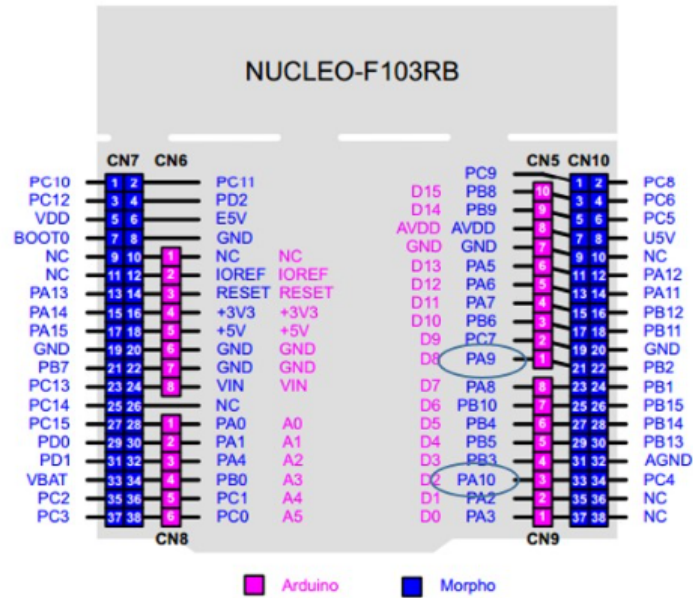 NUCLEO-F103RB
CN7 CN6 CN5 CN10
PC9
PC10 1 2 PC11 D15 PB8 10 1 2 PC8
PC12 3 4 PD2 D14 PB9 9 3 4 PC6
VDD 5 6 E5V AVDD AVDD 8 5 6 PC5
BOOT0 7 8 GND GND GND 7 7 8 U5V
NC 9 10 1 NC NC D13 PA5 6 9 10 NC
NC 11 12 2 IOREF IOREF D12 PA6 5 11 12 PA12
PA13 13 14 3 RESET RESET D11 PA7 4 13 14 PA11
PA14 15 16 4 +3V3 +3V3 D10 PB6 3 15 16 PB12
PA15 17 18 5 +5V +5V D9 PC7 2 17 18 PB11
GND 19 20 6 GND GND D8 PA9 1 19 20 GND
PB7 21 22 7 GND GND 21 22 PB2
PC13 23 24 8 VIN VIN D7 PA8 8 23 24 PB1
PC14 25 26 NC D6 PB10 7 25 26 PB15
PC15 27 28 1 PA0 A0 D5 PB4 6 27 28 PB14
PD0 29 30 2 PA1 A1 D4 PB5 5 29 30 PB13
PD1 31 32 3 PA4 A2 D3 PB3 4 31 32 AGND
VBAT 33 34 4 PB0 A3 D2 PA10 3 33 34 PC4
PC2 35 36 5 PC1 A4 D1 PA2 2 35 36 NC
PC3 37 38 6 PC0 A5 D0 PA3 1 37 38 NC
CN8 CN9
Arduino Morpho